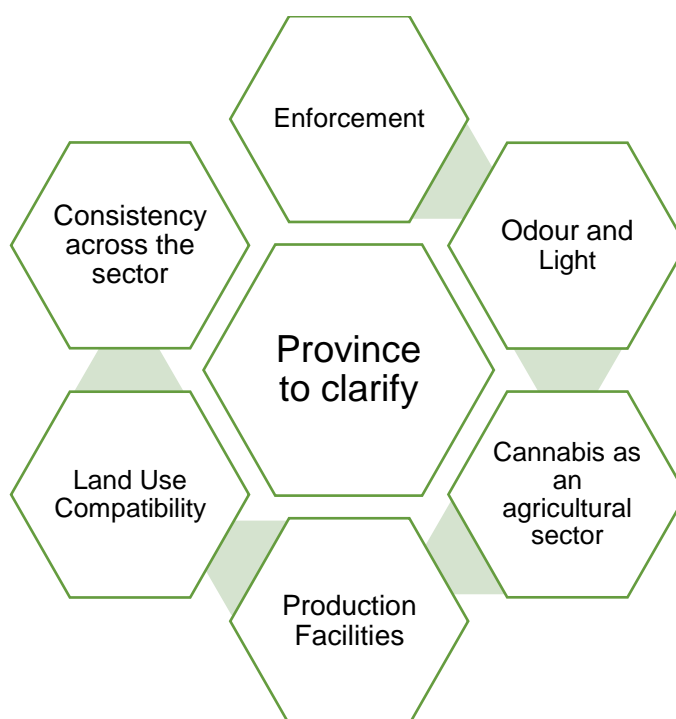 Enforcement
Consistency
across the
sector
Odour and
Light
Province
to clarify
Land Use
Compatibility
Cannabis as
an
agricultural
sector
Production
Facilities